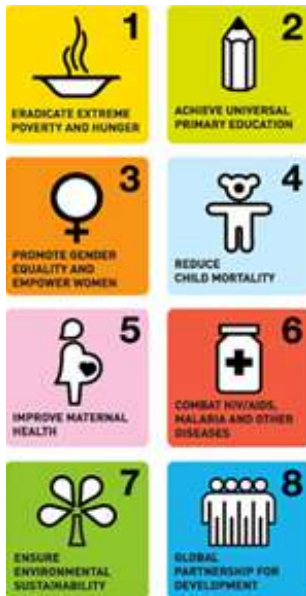 1
ERADICATE EXTREME
POVERTY AND HUNGER
2
ACHIEVE UNIVERSAL
PRIMARY EDUCATION
3
PROMOTE GENDER
EQUALITY AND
EMPOWER WOMEN
4
REDUCE
CHILD MORTALITY
5
IMPROVE MATERNAL
HEALTH
6
COMBAT HIV/AIDS,
MALARIA AND OTHER
DISEASES
7
ENSURE
ENVIRONMENTAL
SUSTAINABILITY
8
GLOBAL
PARTNERSHIP FOR
DEVELOPMENT